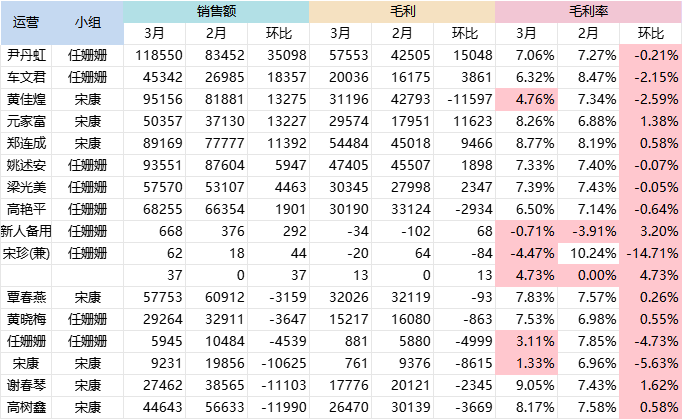 运营 小组 销售额 毛利 毛利率
3月 2月 环比 3月 2月 环比 3月 2月 环比
尹丹虹 任姗姗 118550 83452 35098 57553 42505 15048 7.06% 7.27% -0.21%
车文君 任姗姗 45342 26985 18357 20036 16175 3861 6.32% 8.47% -2.15%
黄佳煌 宋康 95156 81881 13275 31196 42793 -11597 4.76% 7.34% -2.59%
元家富 宋康 50357 37130 13227 29574 17951 11623 8.26% 6.88% 1.38%
郑连成 宋康 89169 77777 11392 54484 45018 9466 8.77% 8.19% 0.58%
姚述安 任姗姗 93551 87604 5947 47405 45507 1898 7.33% 7.40% -0.07%
梁光美 任姗姗 57570 53107 4463 30345 27998 2347 7.39% 7.43% -0.05%
高艳平 任姗姗 68255 66354 1901 30190 33124 -2934 6.50% 7.14% -0.64%
新人备用 任姗姗 668 376 292 -34 -102 68 -0.71% -3.91% 3.20%
宋珍(兼) 任姗姗 62 18 44 -20 64 -84 -4.47% 10.24% -14.71%
37 0 37 13 0 13 4.73% 0.00% 4.73%
覃春燕 宋康 57753 60912 -3159 32026 32119 -93 7.83% 7.57% 0.26%
黄晓梅 任姗姗 29264 32911 -3647 15217 16080 -863 7.53% 6.98% 0.55%
任姗姗 任姗姗 5945 10484 -4539 881 5880 -4999 3.11% 7.85% -4.73%
宋康 宋康 9231 19856 -10625 761 9376 -8615 1.33% 6.96% -5.63%
谢春琴 宋康 27462 38565 -11103 17776 20121 -2345 9.05% 7.43% 1.62%
高树鑫 宋康 44643 56633 -11990 26470 30139 -3669 8.17% 7.58% 0.58%